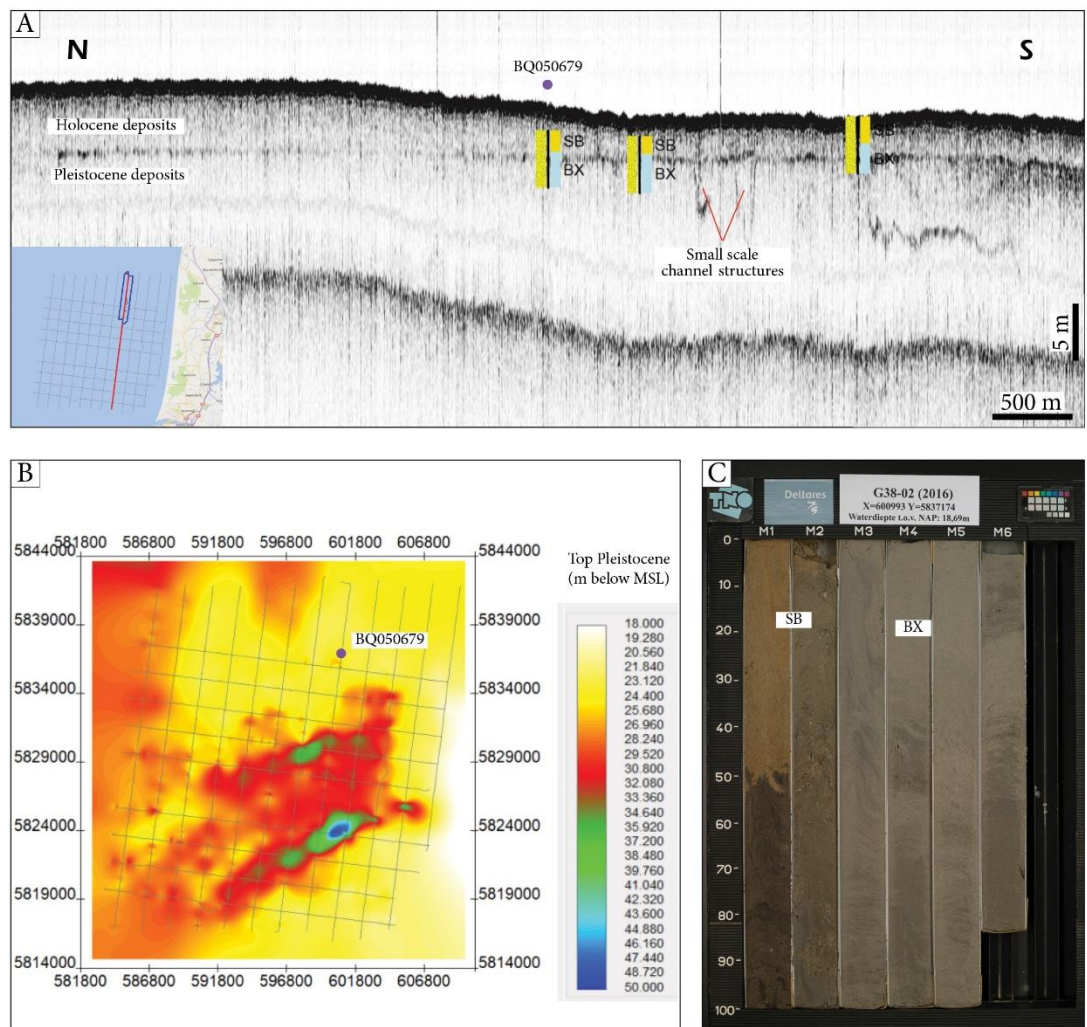 A
N
S
BQ050679
Holocene deposits
Pleistocene deposits
SB
BX
SB
BX
SB
BX
Small scale
channel structures
5 m
500 m
B
581800 586800 591800 596800 601800 606800
5844000
5839000
5834000
5829000
5824000
5819000
5814000
BQ050679
5844000
5839000
5834000
5829000
5824000
5819000
5814000
581800 586800 591800 596800 601800 606800
Top Pleistocene
(m below MSL)
18.000
19.280
20.560
21.840
23.120
24.400
25.680
26.960
28.240
29.520
30.800
32.080
33.360
34.640
35.920
37.200
38.480
39.760
41.040
42.320
43.600
44.880
46.160
47.440
48.720
50.000
C
TNO
Deltares
G38-02 (2016)
X=600993 Y=5837174
Waterdiepte t.o.v. NAP: 18,69m
M1 M2 M3 M4 M5 M6
0
10
20
30
40
50
60
70
80
90
100
SB
BX